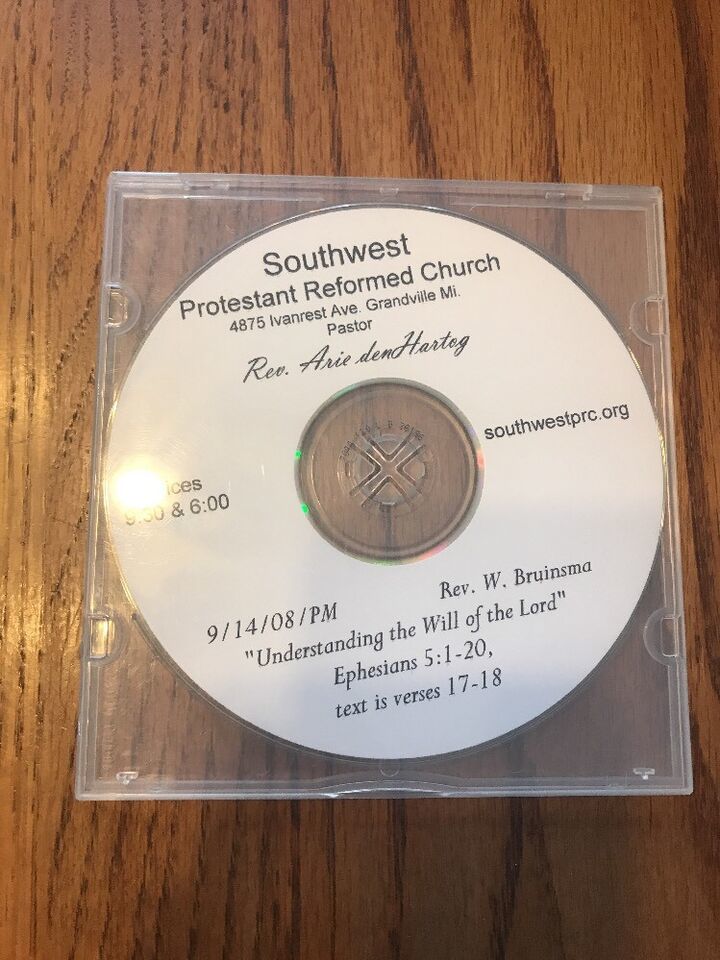 Southwest
Protestant Reformed Church
4875 Ivanrest Ave. Grandville Mi.
Pastor
Rev. Arie denHartog
southwestprc.org
& 6:00
9/14/08/PM
Rev. W. Bruinsma
"Understanding the Will of the Lord"
Ephesians 5:1-20,
text is verses 17-18